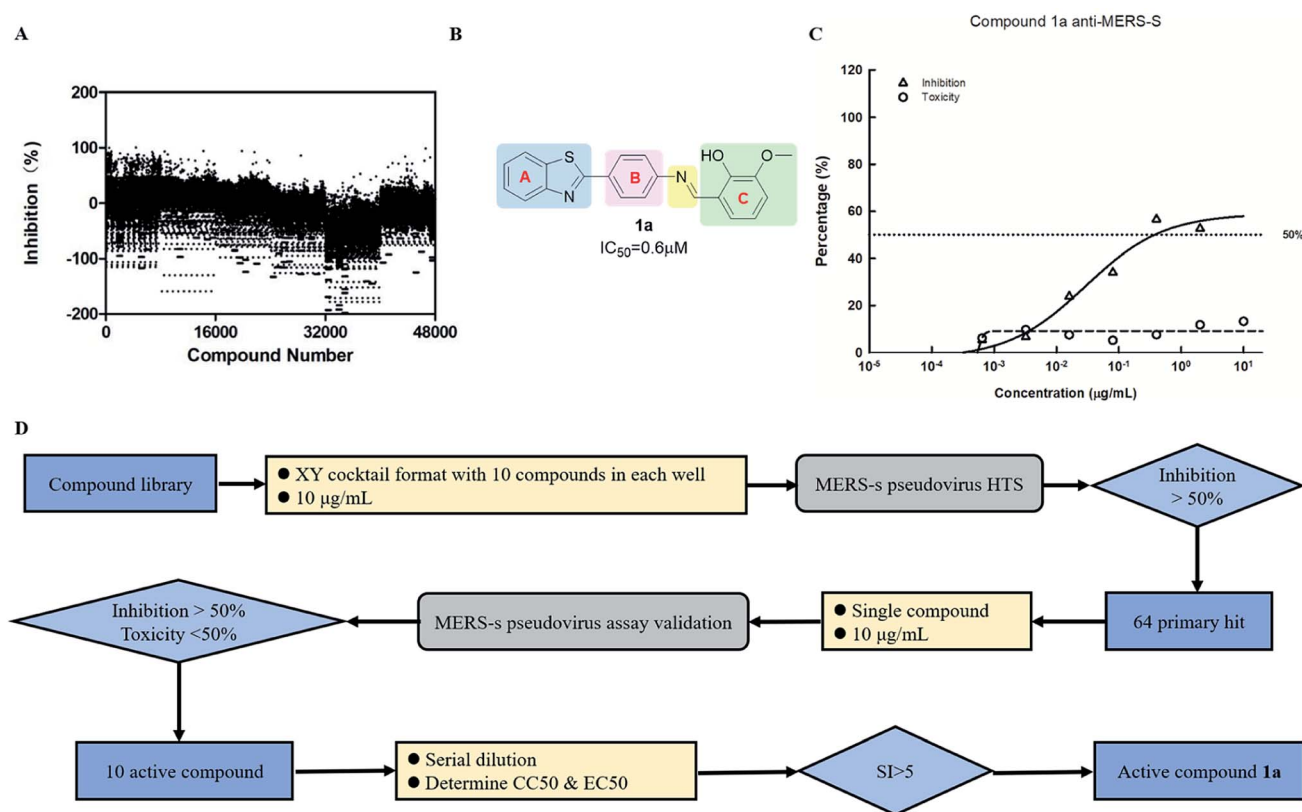 A
Inhibition (%)
200
100
0
-100
-200
0
16000
32000
48000
Compound Number
B
A
S
N
B
N
HO
O
C
1a
IC50=0.6μM
C
Compound 1a anti-MERS-S
Inhibition
Toxicity
Percentage (%)
120
100
80
60
40
20
0
50%
10-5
10-4
10-3
10-2
10-1
100
101
Concentration (μg/mL)
D
Compound library
● XY cocktail format with 10 compounds in each well
● 10 μg/mL
MERS-s pseudovirus HTS
Inhibition
> 50%
64 primary hit
● Single compound
● 10 μg/mL
MERS-s pseudovirus assay validation
Inhibition > 50%
Toxicity <50%
10 active compound
● Serial dilution
● Determine CC50 & EC50
SI>5
Active compound 1a